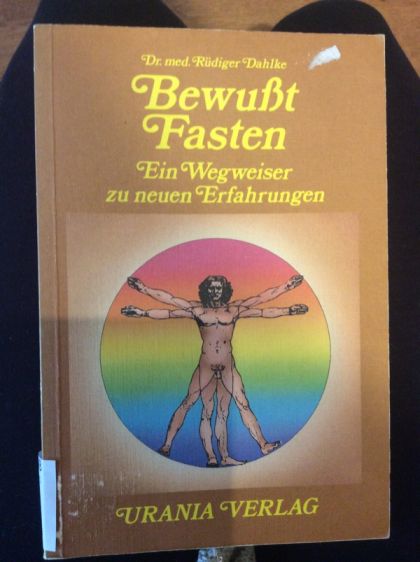 Dr. med. Rüdiger Dahlke
Bewußt
Fasten
Ein Wegweiser
zu neuen Erfahrungen
URANIA VERLAG